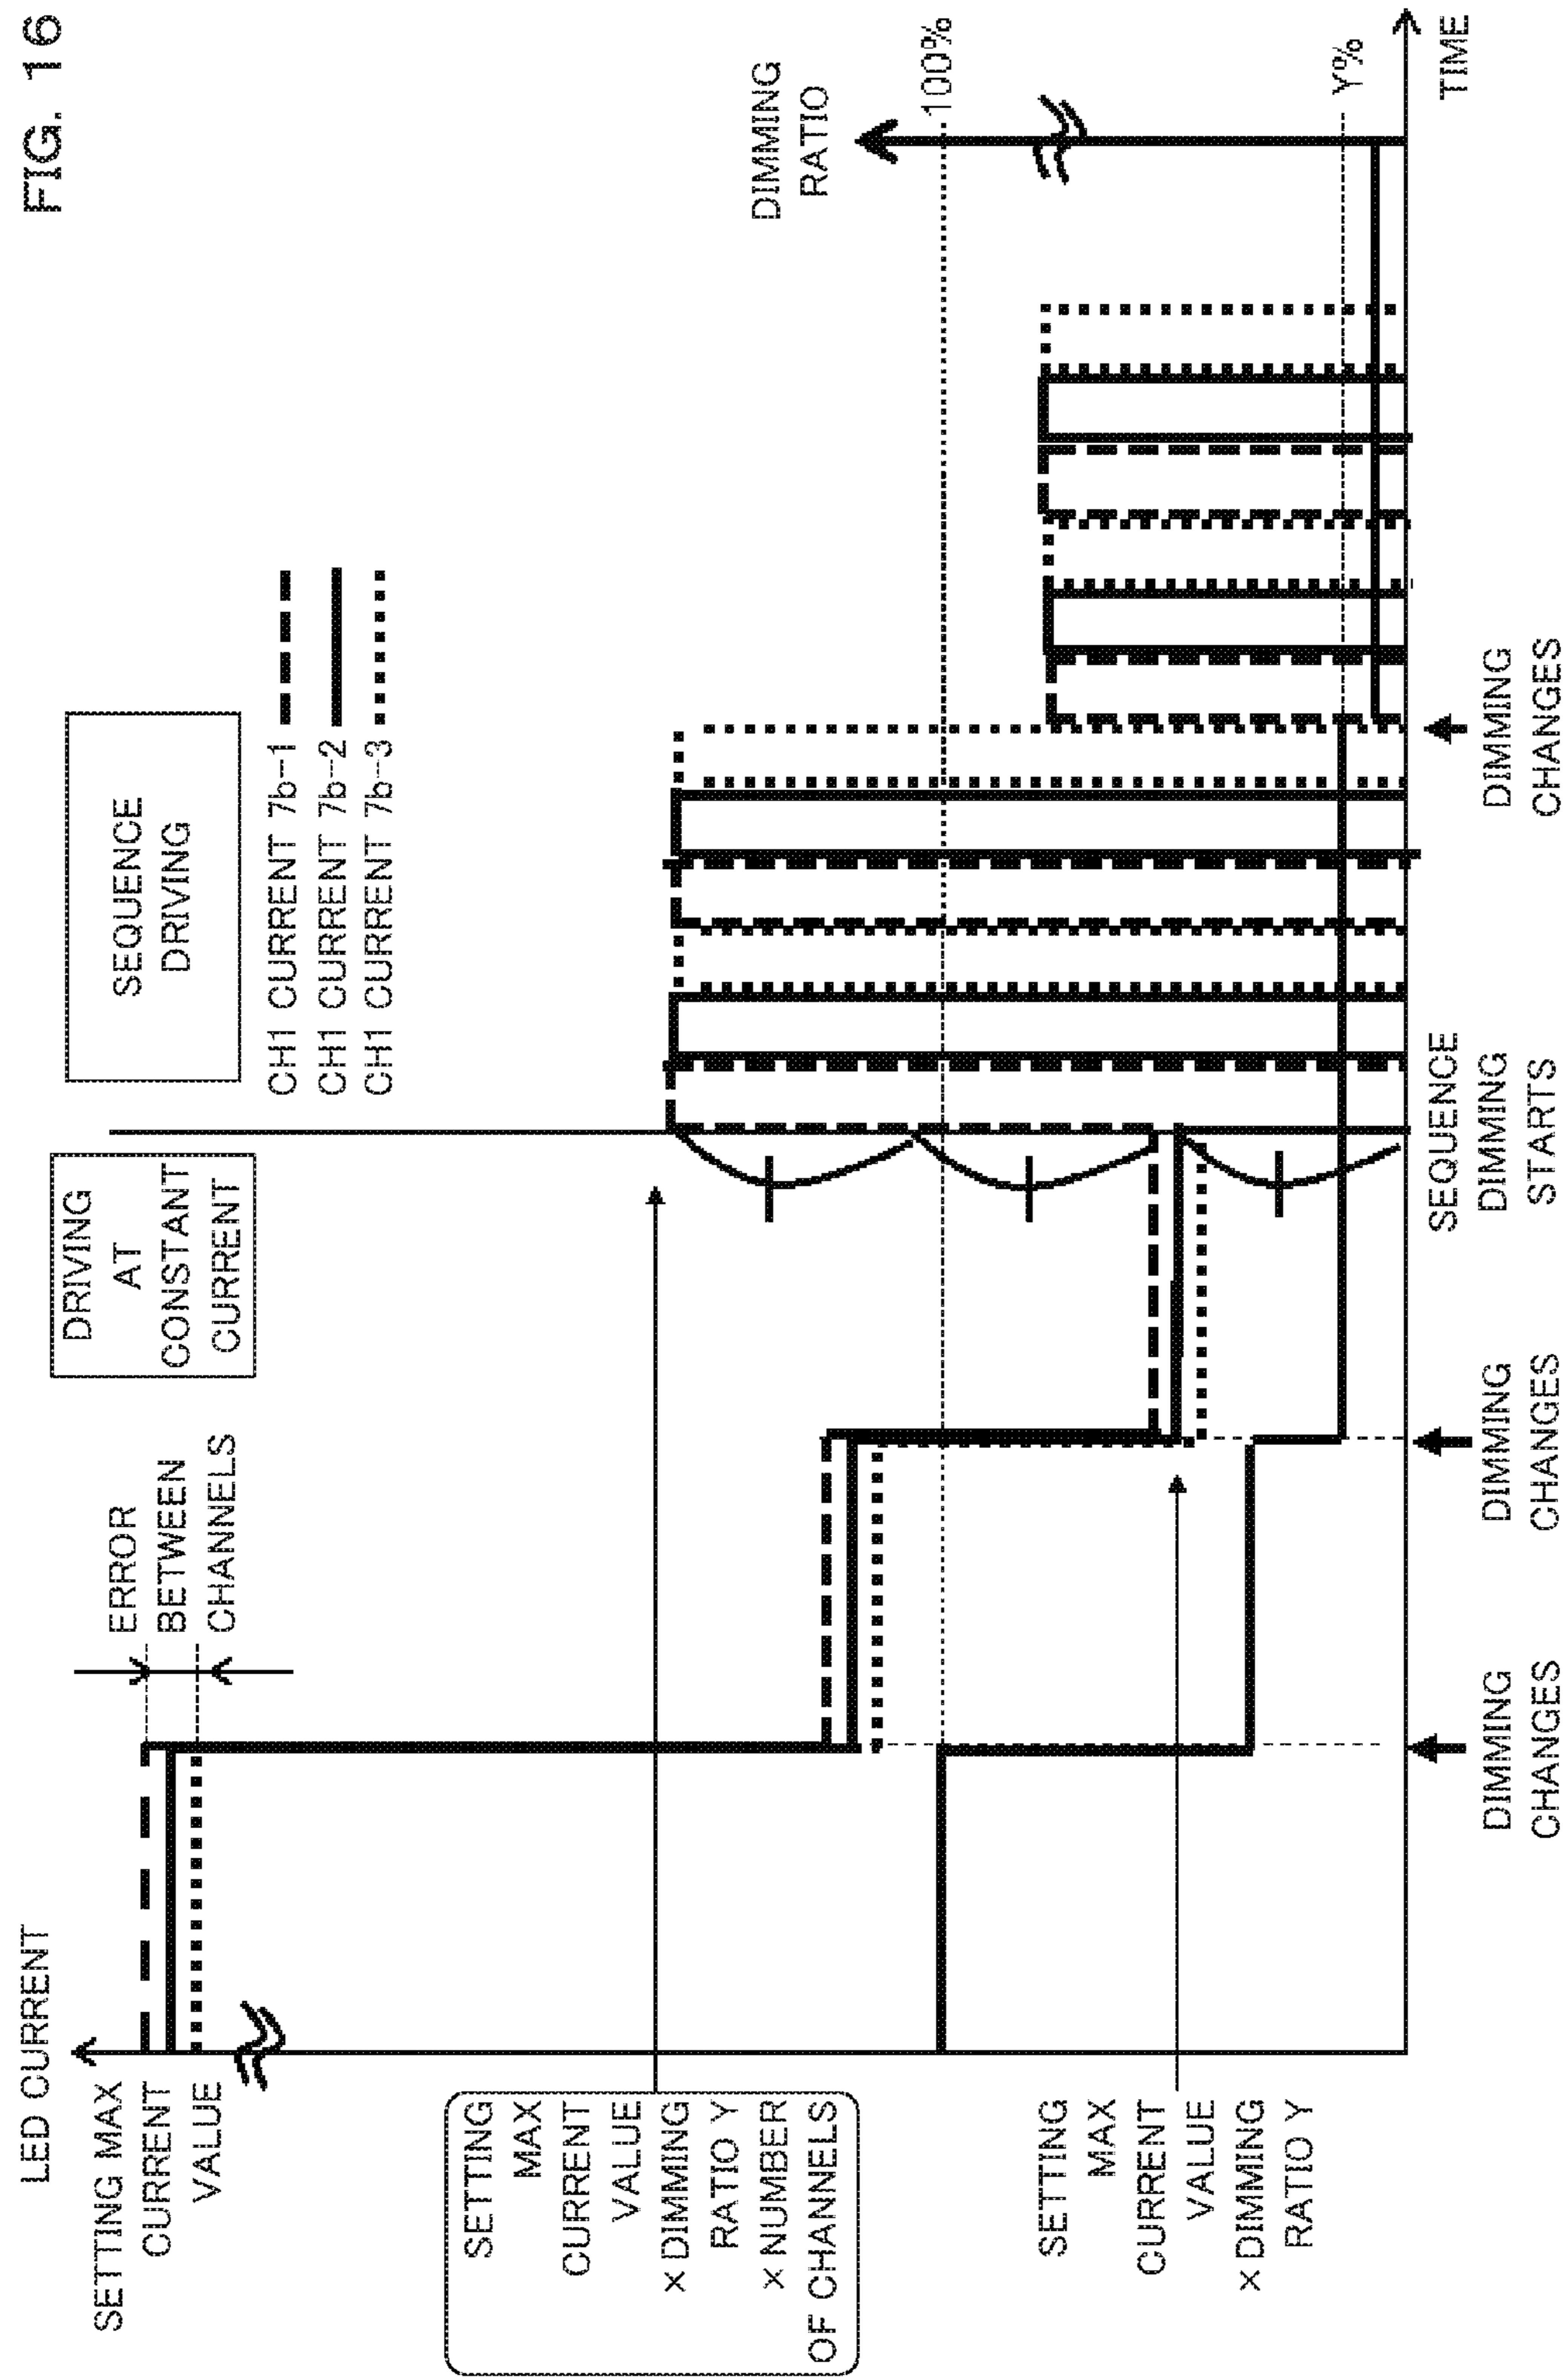 FIG. 16
LED CURRENT
SETTING MAX
CURRENT
VALUE
ERROR
BETWEEN
CHANNELS
DRIVING
AT
CONSTANT
CURRENT
SEQUENCE
DRIVING
CH1 CURRENT 7b-1
CH1 CURRENT 7b-2
CH1 CURRENT 7b-3
SETTING
MAX
CURRENT
VALUE
× DIMMING
RATIO Y
× NUMBER
OF CHANNELS
DIMMING
RATIO
100%
SETTING
MAX
CURRENT
VALUE
× DIMMING
RATIO Y
Y%
TIME
DIMMING
CHANGES
DIMMING
CHANGES
SEQUENCE
DIMMING
STARTS
DIMMING
CHANGES